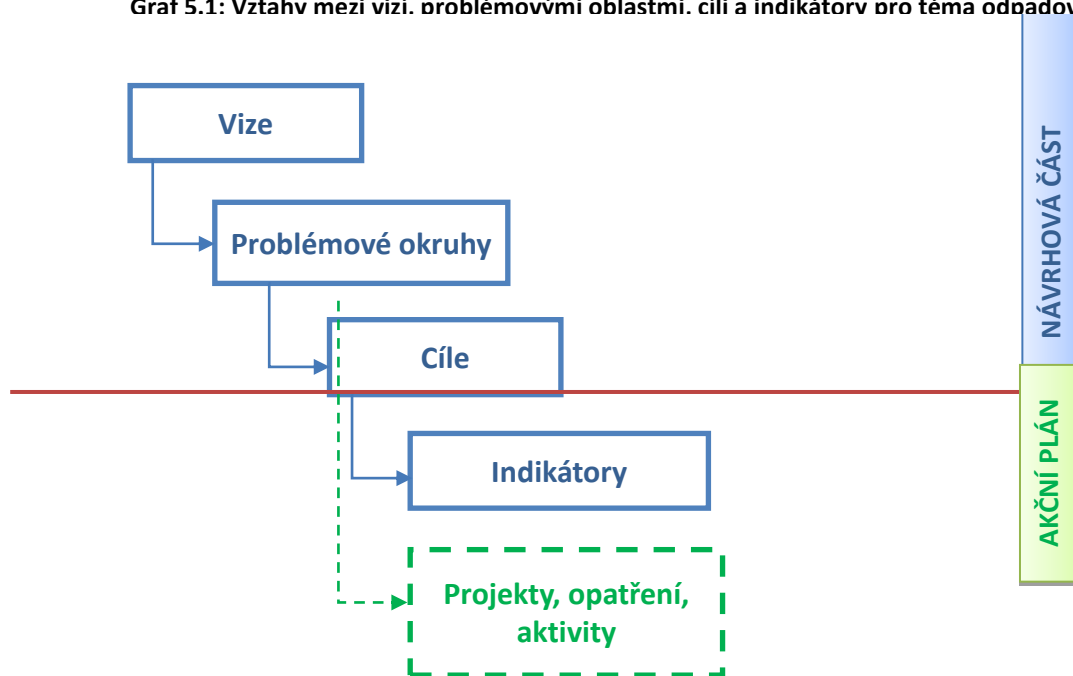 Graf 5.1: Vztahy mezi vizí, problémovými oblastmi, cíli a indikátory pro téma
Vize
Problémové okruhy
Cíle
Indikátory
Projekty, opatření,
aktivity
NÁVRHOVÁ ČÁST
AKČNÍ PLÁN